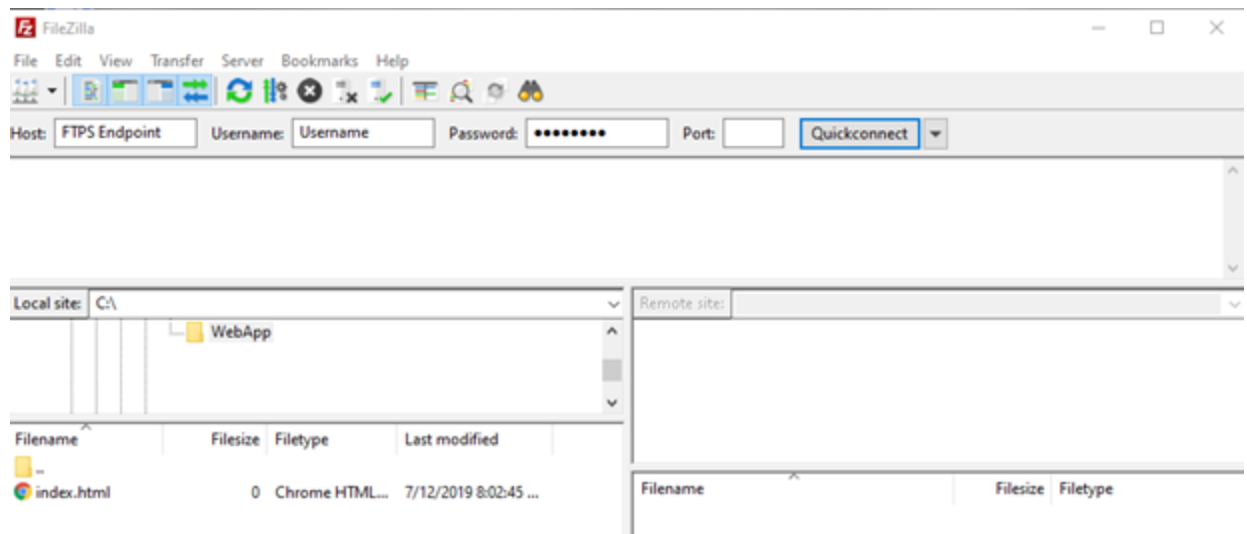 FileZilla
File Edit View Transfer Server Bookmarks Help
Host: FTPS Endpoint Username: Username Password: •••••••• Port: Quickconnect
Local site: C:\ Remote site:
WebApp
Filename Filesize Filetype Last modified
..
index.html 0 Chrome HTML... 7/12/2019 8:02:45 ...
Filename Filesize Filetype